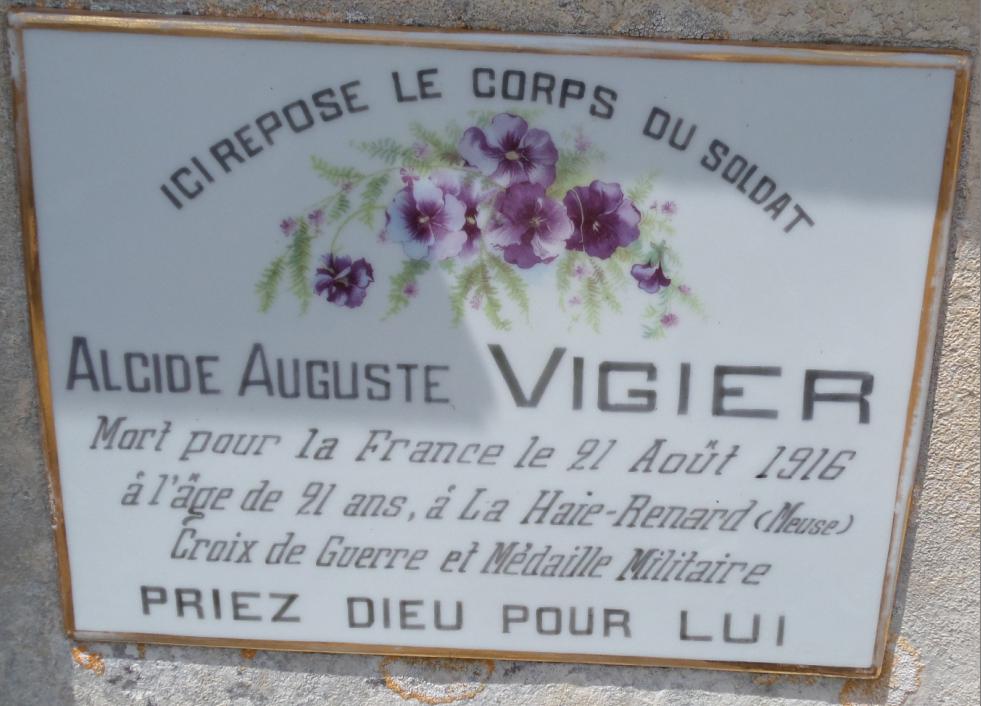 ICI REPOSE LE CORPS DU SOLDAT
ALCIDE AUGUSTE VIGIER
Mort pour la France le 21 Août 1916
á l'âge de 21 ans, á La Haie-Renard (Meuse)
Croix de Guerre et Médaille Militaire
PRIEZ DIEU POUR LUI